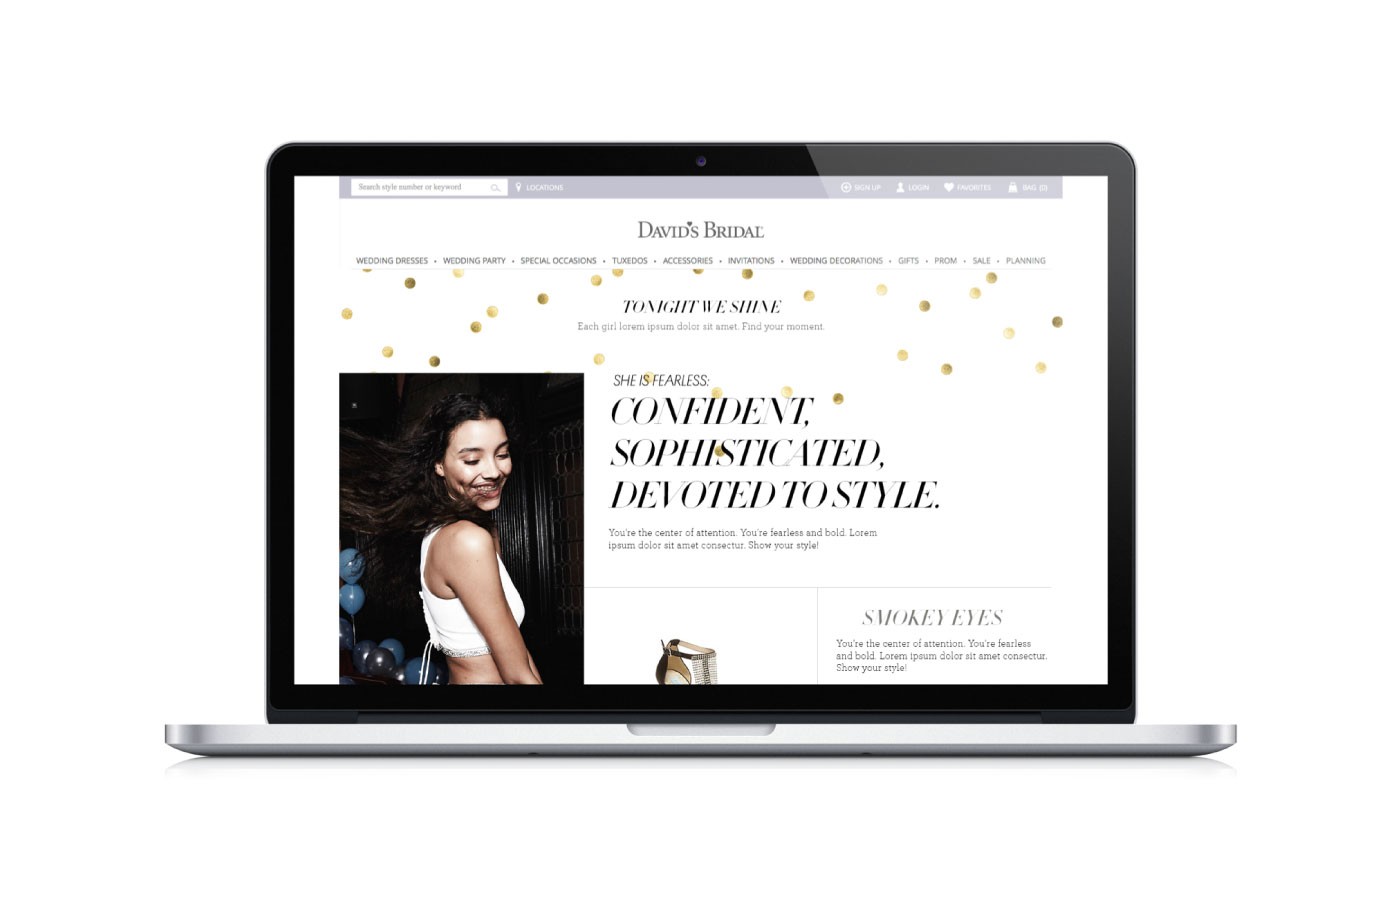 Search style number or keyword
LOCATIONS
SIGN UP
LOGIN
FAVORITES
BAG (0)
DAVID'S BRIDAL
WEDDING DRESSES • WEDDING PARTY • SPECIAL OCCASIONS • TUXEDOS • ACCESSORIES • INVITATIONS • WEDDING DECORATIONS • GIFTS • PROM • SALE • PLANNING
TONIGHT WE SHINE
Each girl lorem ipsum dolor sit amet. Find your moment.
SHE IS FEARLESS:
CONFIDENT,
SOPHISTICATED,
DEVOTED TO STYLE.
You're the center of attention. You're fearless and bold. Lorem
ipsum dolor sit amet consectur. Show your style!
SMOKEY EYES
You're the center of attention. You're fearless
and bold. Lorem ipsum dolor sit amet consectur.
Show your style!